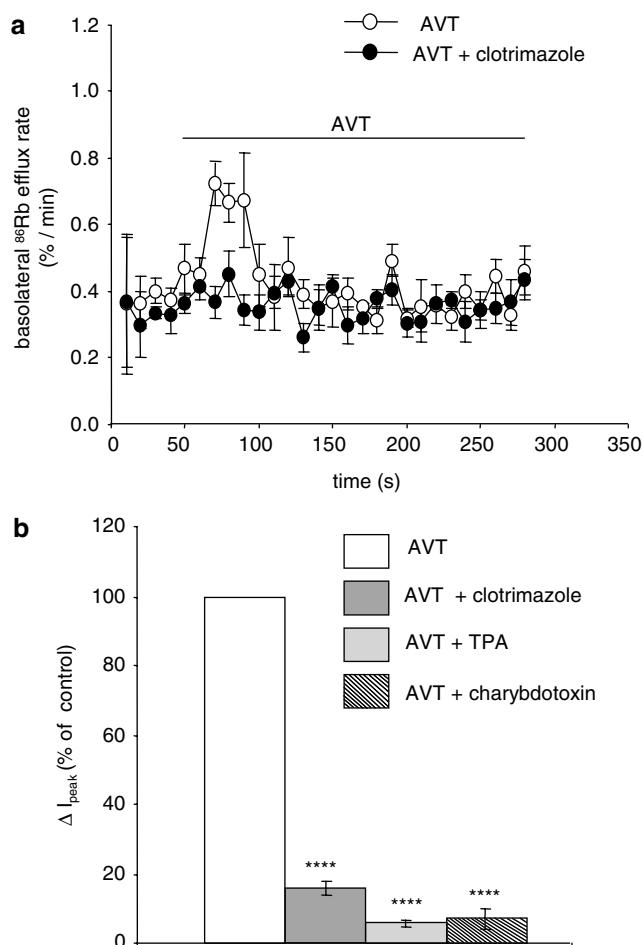 a
AVT
AVT + clotrimazole
1.2
1.0
0.8
0.6
0.4
0.2
0.0
AVT
basolateral ⁸⁶Rb efflux rate
(% / min)
0 50 100 150 200 250 300 350
time (s)
b
120
100
80
60
40
20
0
Δ Ipeak (% of control)
AVT
AVT + clotrimazole
AVT + TPA
AVT + charybdotoxin
****
****
****